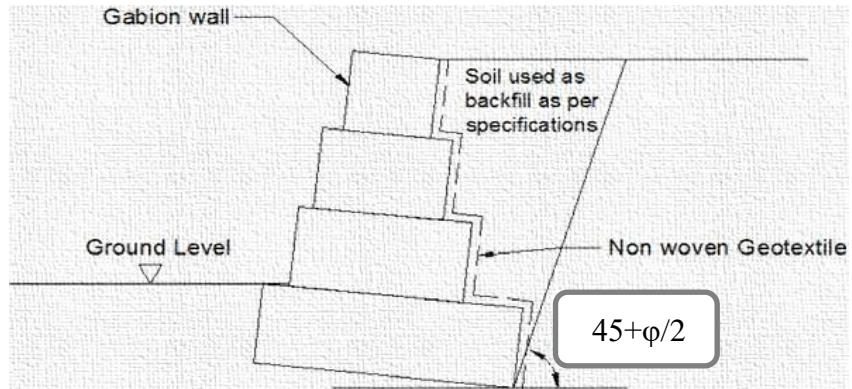 Gabion wall
Soil used as
backfill as per
specifications
Ground Level
Non woven Geotextile
45+φ/2